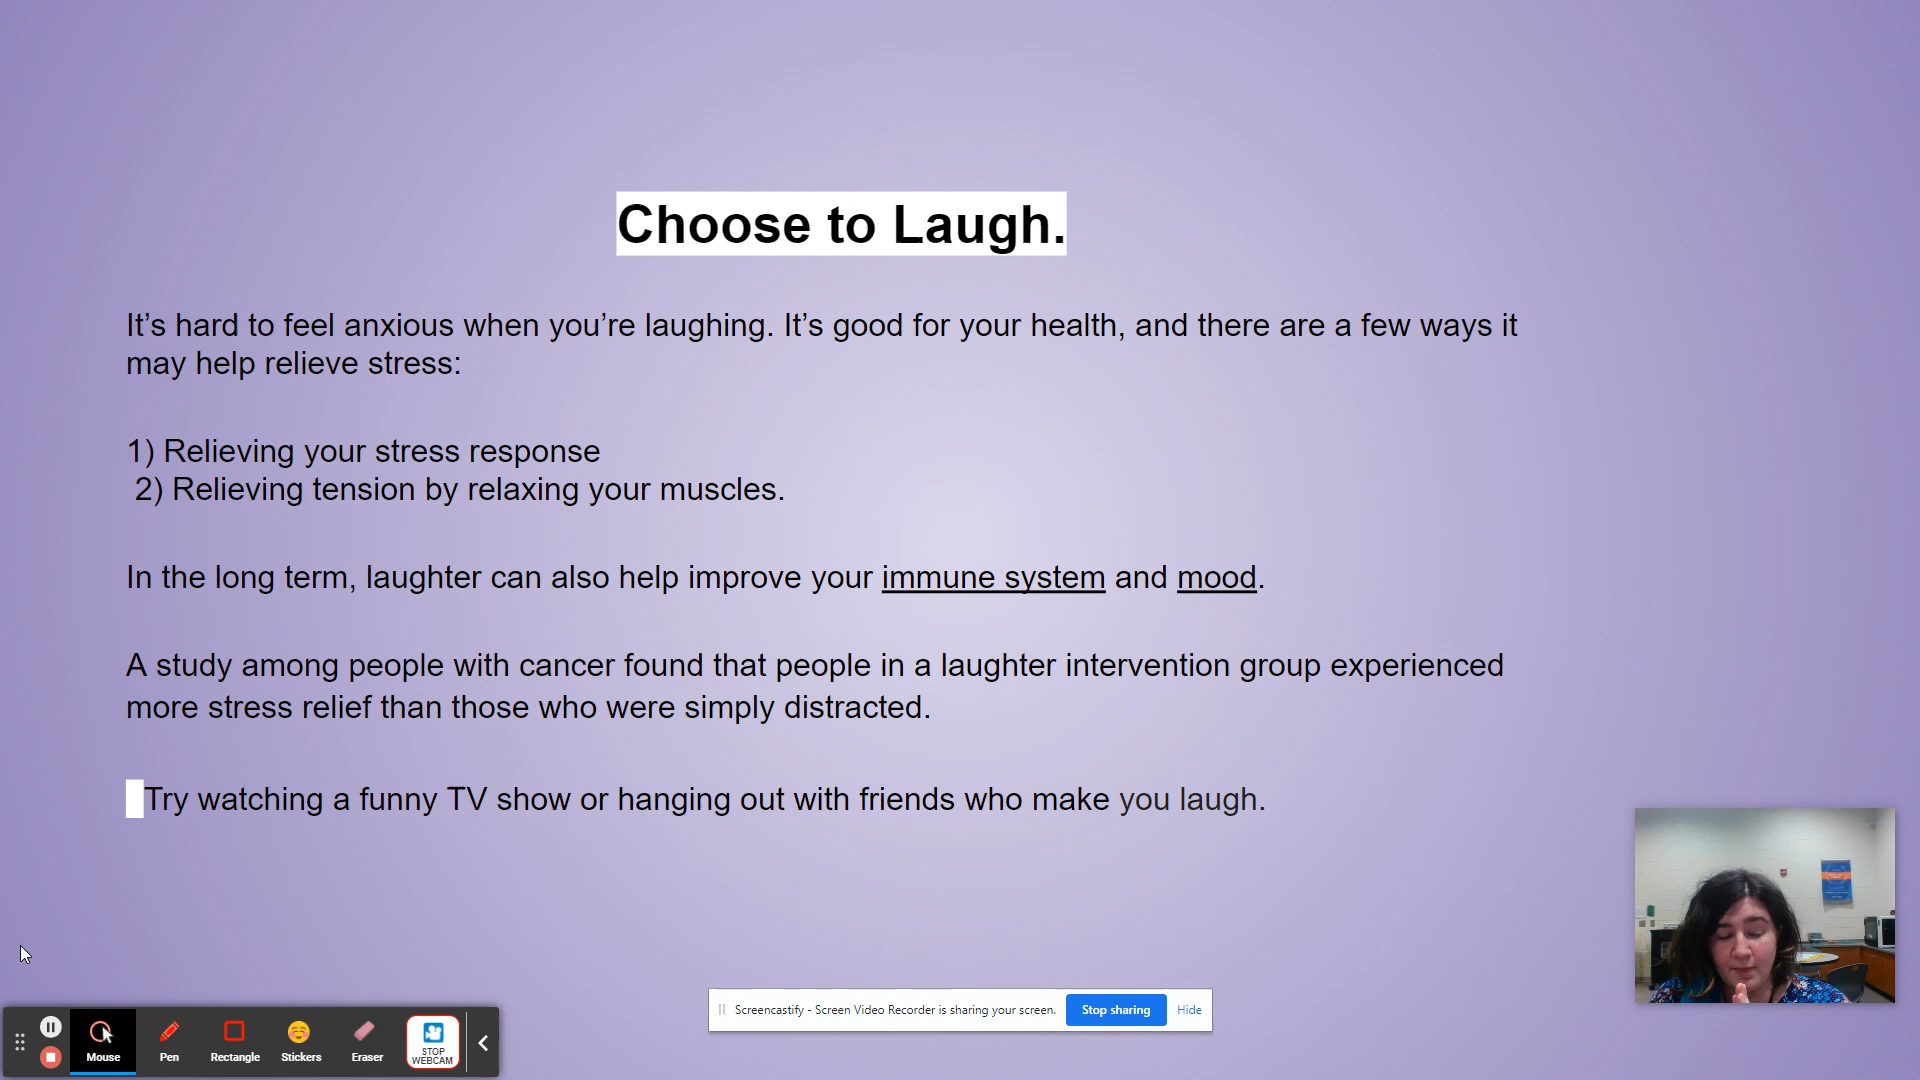 Choose to Laugh.
It’s hard to feel anxious when you’re laughing. It’s good for your health, and there are a few ways it
may help relieve stress:
1) Relieving your stress response
2) Relieving tension by relaxing your muscles.
In the long term, laughter can also help improve your immune system and mood.
A study among people with cancer found that people in a laughter intervention group experienced
more stress relief than those who were simply distracted.
Try watching a funny TV show or hanging out with friends who make you laugh.
Screencastify - Screen Video Recorder is sharing your screen. Stop sharing Hide
Mouse Pen Rectangle Stickers Eraser STOP
WEBCAM